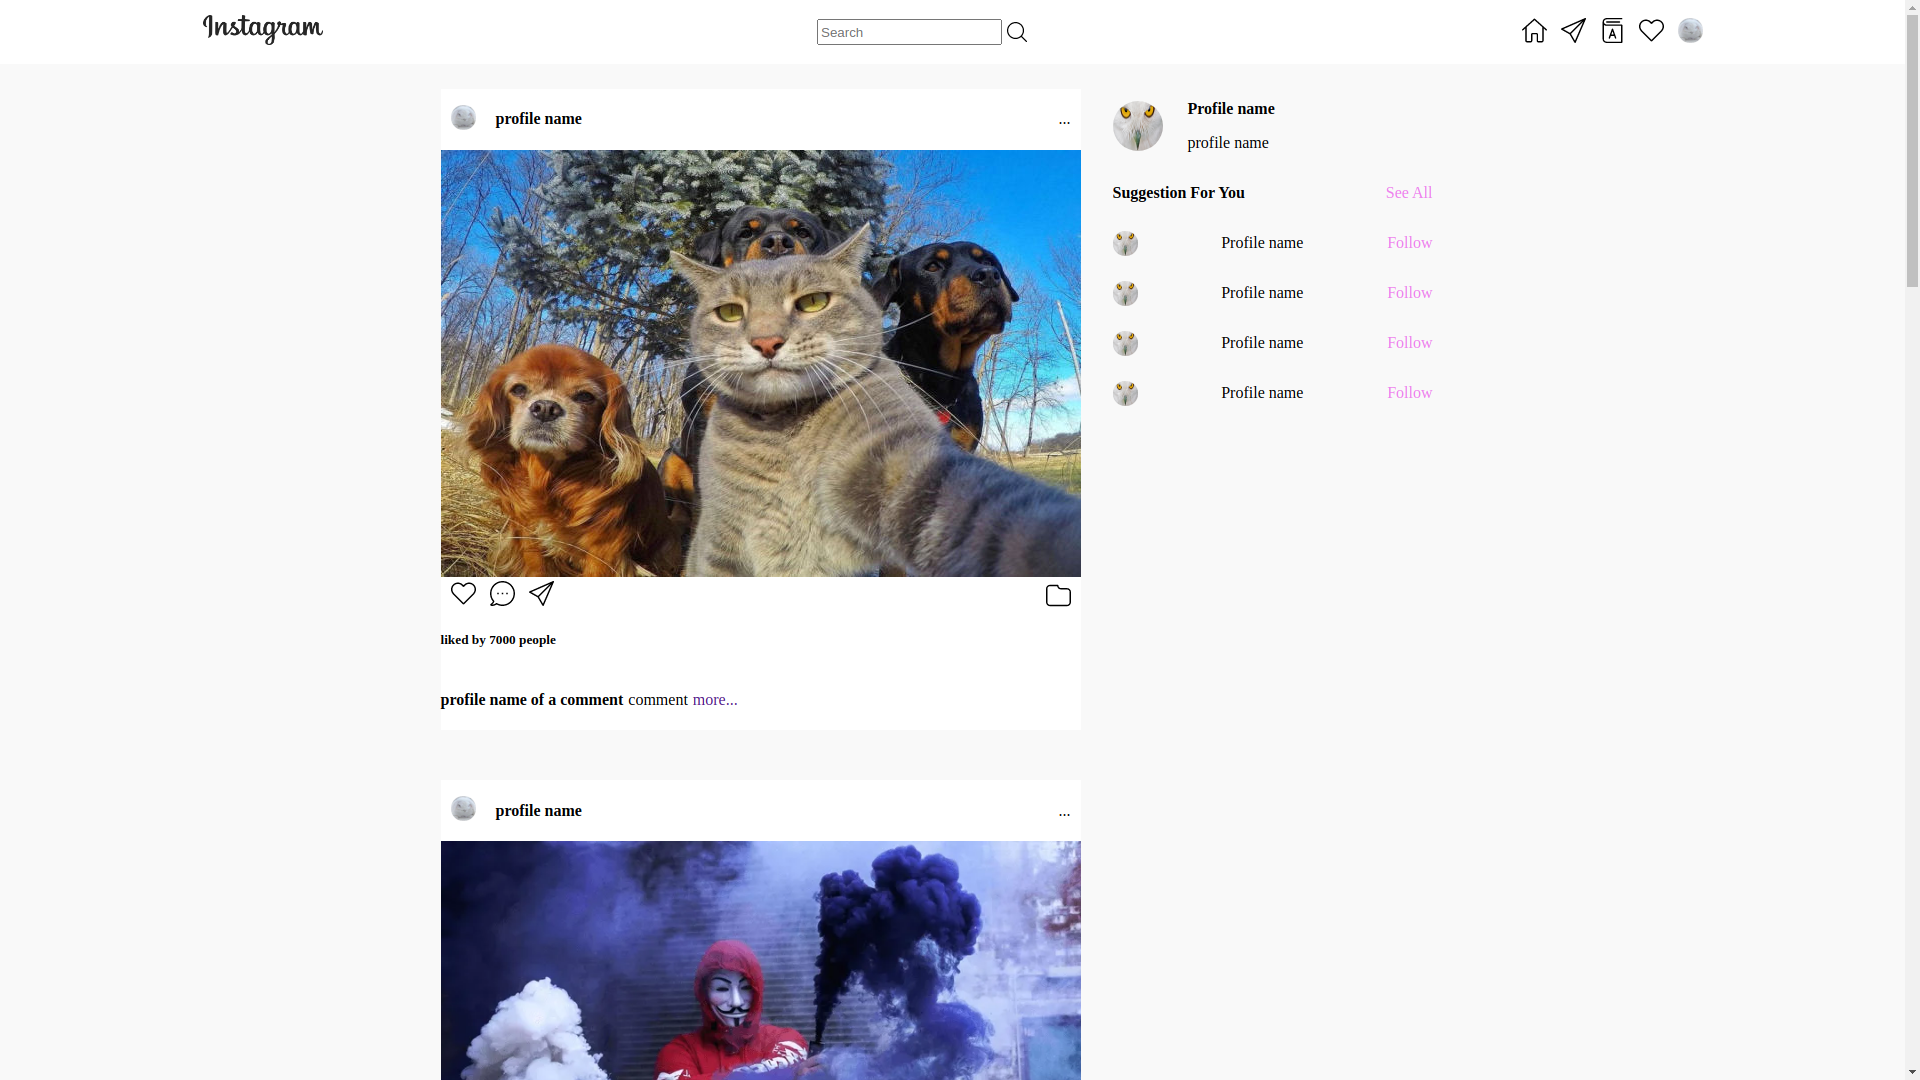 Instagram
Search
A
profile name ...
liked by 7000 people
profile name of a comment comment more...
profile name ...
Profile name
profile name
Suggestion For You See All
Profile name Follow
Profile name Follow
Profile name Follow
Profile name Follow